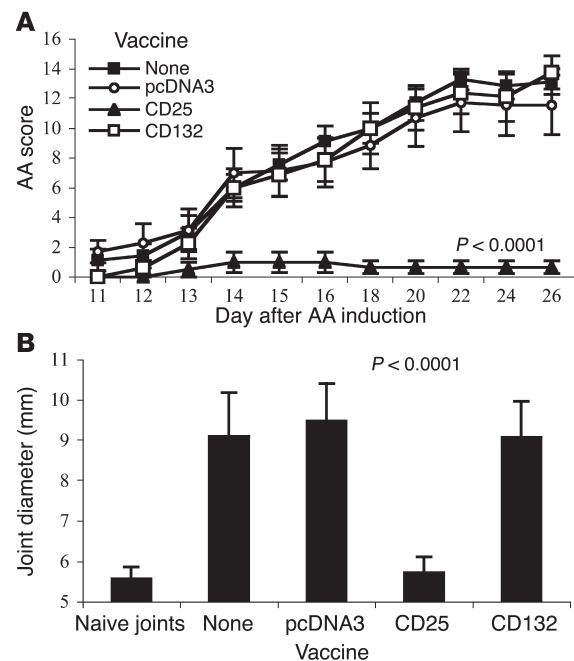 A
16
14
12
10
8
6
4
2
0
AA score
Vaccine
None
pcDNA3
CD25
CD132
P < 0.0001
11 12 13 14 15 16 18 20 22 24 26
Day after AA induction
B
11
10
9
8
7
6
5
Joint diameter (mm)
P < 0.0001
Naive joints None pcDNA3 CD25 CD132
Vaccine